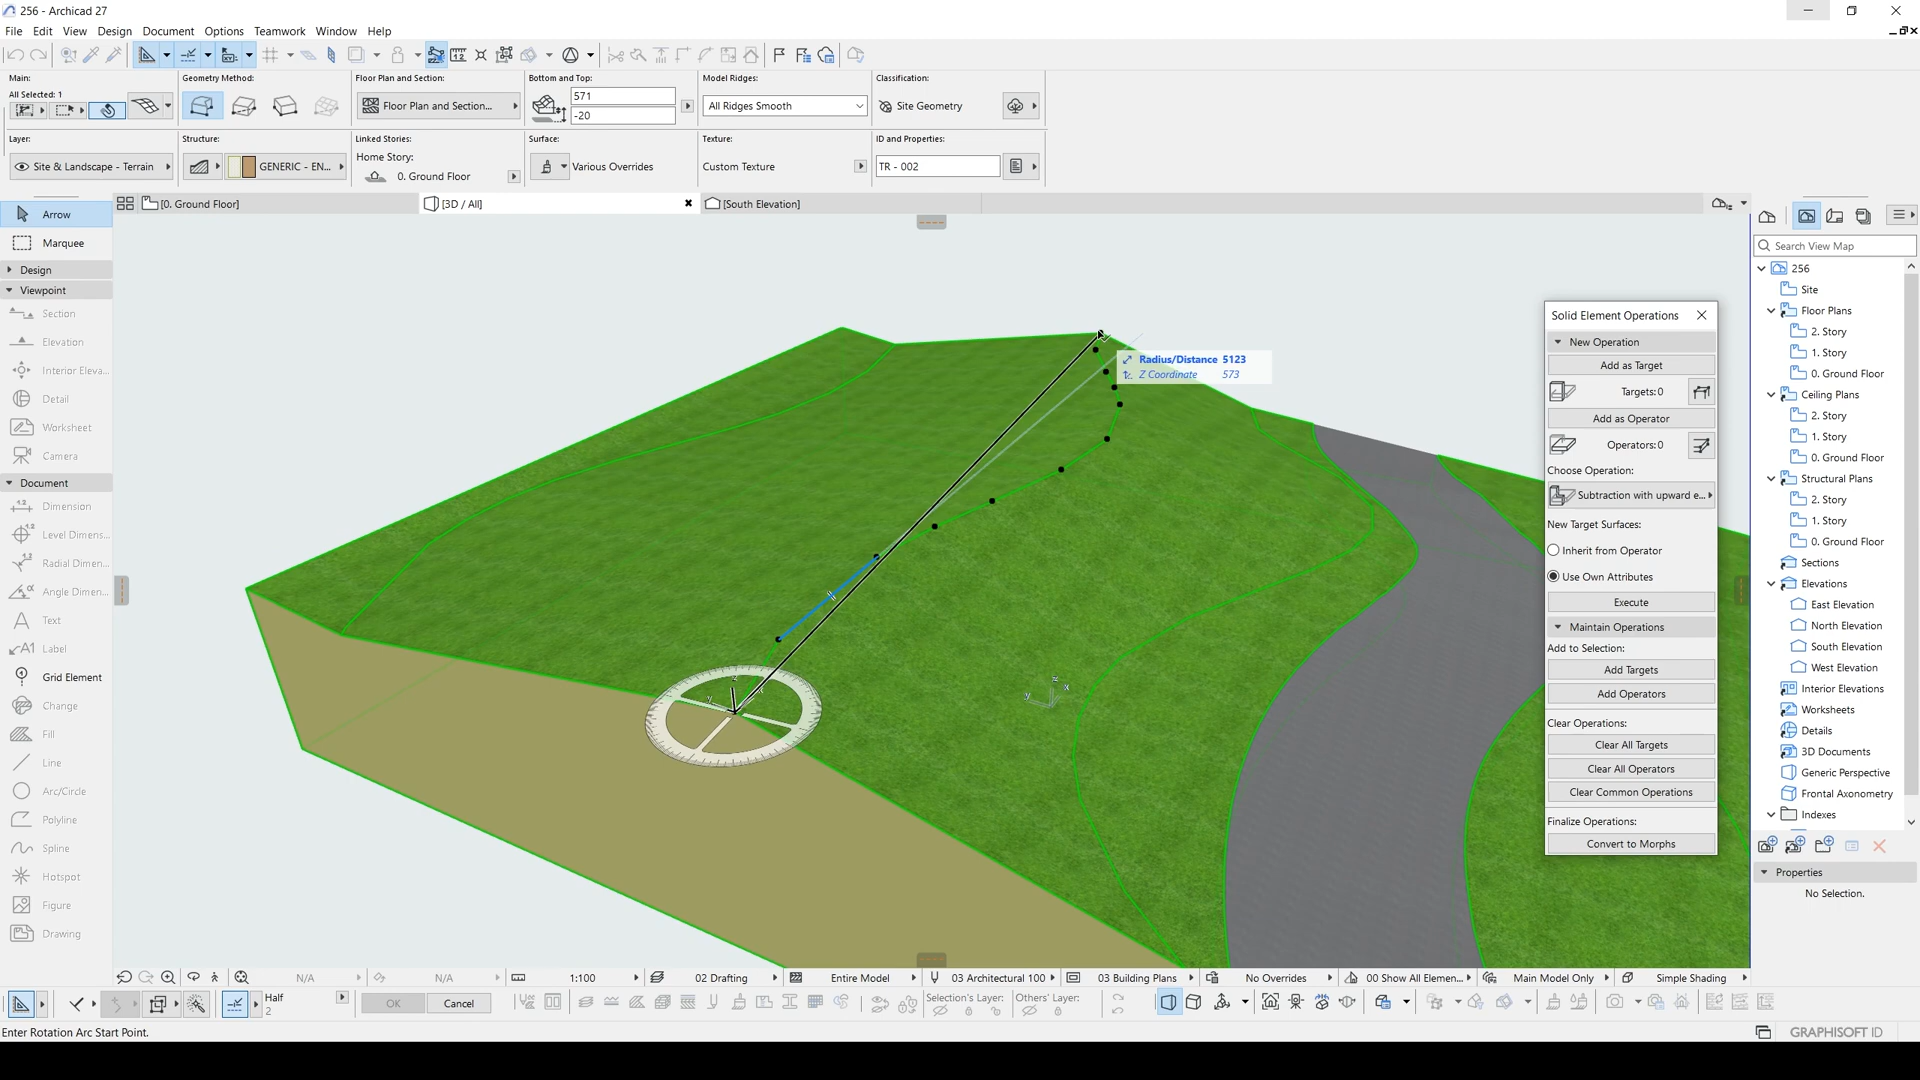 256 - Archicad 27
File Edit View Design Document Options Teamwork Window Help
Main:
All Selected: 1
Geometry Method:
Floor Plan and Section:
Floor Plan and Section...
Bottom and Top:
571
-20
Model Ridges:
All Ridges Smooth
Classification:
Site Geometry
Layer:
Site & Landscape - Terrain
Structure:
GENERIC - EN...
Linked Stories:
Home Story:
0. Ground Floor
Surface:
Various Overrides
Texture:
Custom Texture
ID and Properties:
TR - 002
[0. Ground Floor]
[3D / All]
[South Elevation]
Arrow
Marquee
Design
Viewpoint
Section
Elevation
Interior Eleva...
Detail
Worksheet
Camera
Document
Dimension
Level Dimens...
Radial Dimen...
Angle Dimen...
Text
Label
Grid Element
Change
Fill
Line
Arc/Circle
Polyline
Spline
Hotspot
Figure
Drawing
Radius/Distance 5123
Z Coordinate 573
Solid Element Operations
New Operation
Add as Target
Targets:0
Add as Operator
Operators:0
Choose Operation:
Subtraction with upward e...
New Target Surfaces:
Inherit from Operator
Use Own Attributes
Execute
Maintain Operations
Add to Selection:
Add Targets
Add Operators
Clear Operations:
Clear All Targets
Clear All Operators
Clear Common Operations
Finalize Operations:
Convert to Morphs
Search View Map
256
Site
Floor Plans
2. Story
1. Story
0. Ground Floor
Ceiling Plans
2. Story
1. Story
0. Ground Floor
Structural Plans
2. Story
1. Story
0. Ground Floor
Sections
Elevations
East Elevation
North Elevation
South Elevation
West Elevation
Interior Elevations
Worksheets
Details
3D Documents
Generic Perspective
Frontal Axonometry
Indexes
Properties
No Selection.
N/A
N/A
1:100
02 Drafting
Entire Model
03 Architectural 100
03 Building Plans
No Overrides
00 Show All Elemen...
Main Model Only
Simple Shading
Half
2
OK
Cancel
Selection's Layer:
Others' Layer:
Enter Rotation Arc Start Point.
GRAPHISOFT ID